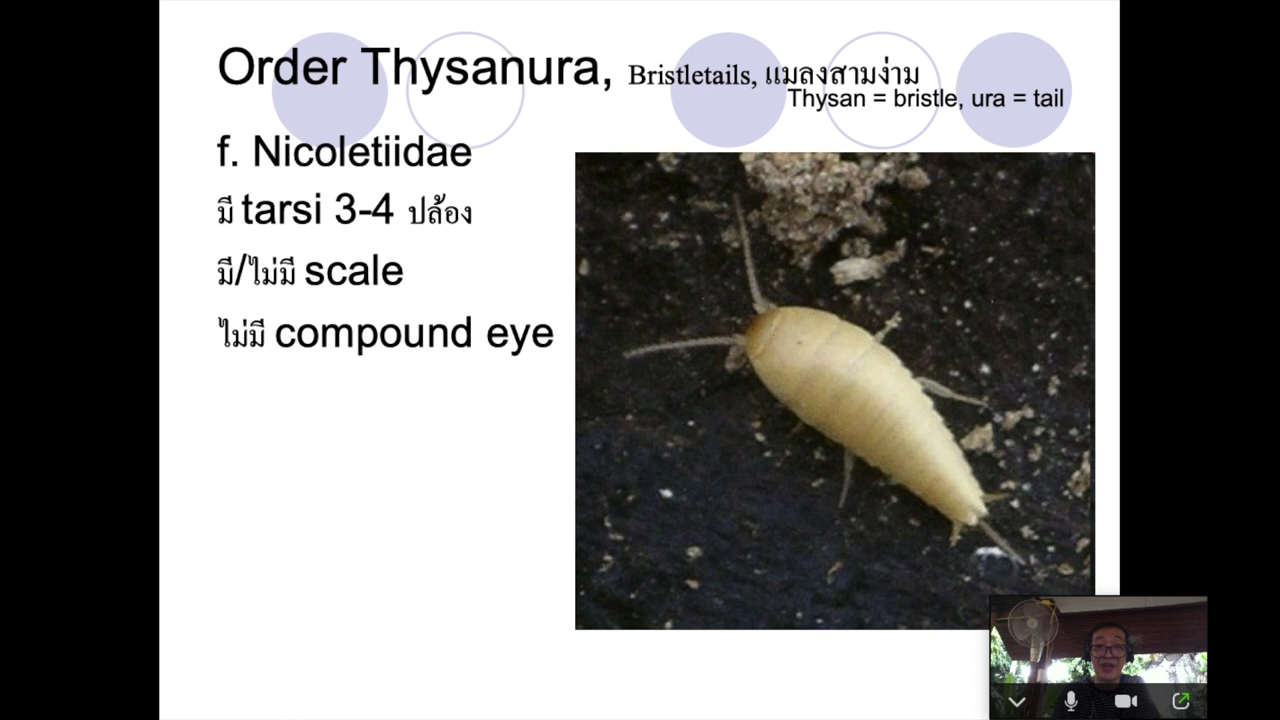 Order Thysanura, Bristletails, แมลงสามง่าม
Thysan = bristle, ura = tail
f. Nicoletiidae
มี tarsi 3-4 ปล้อง
มี/ไม่มี scale
ไม่มี compound eye